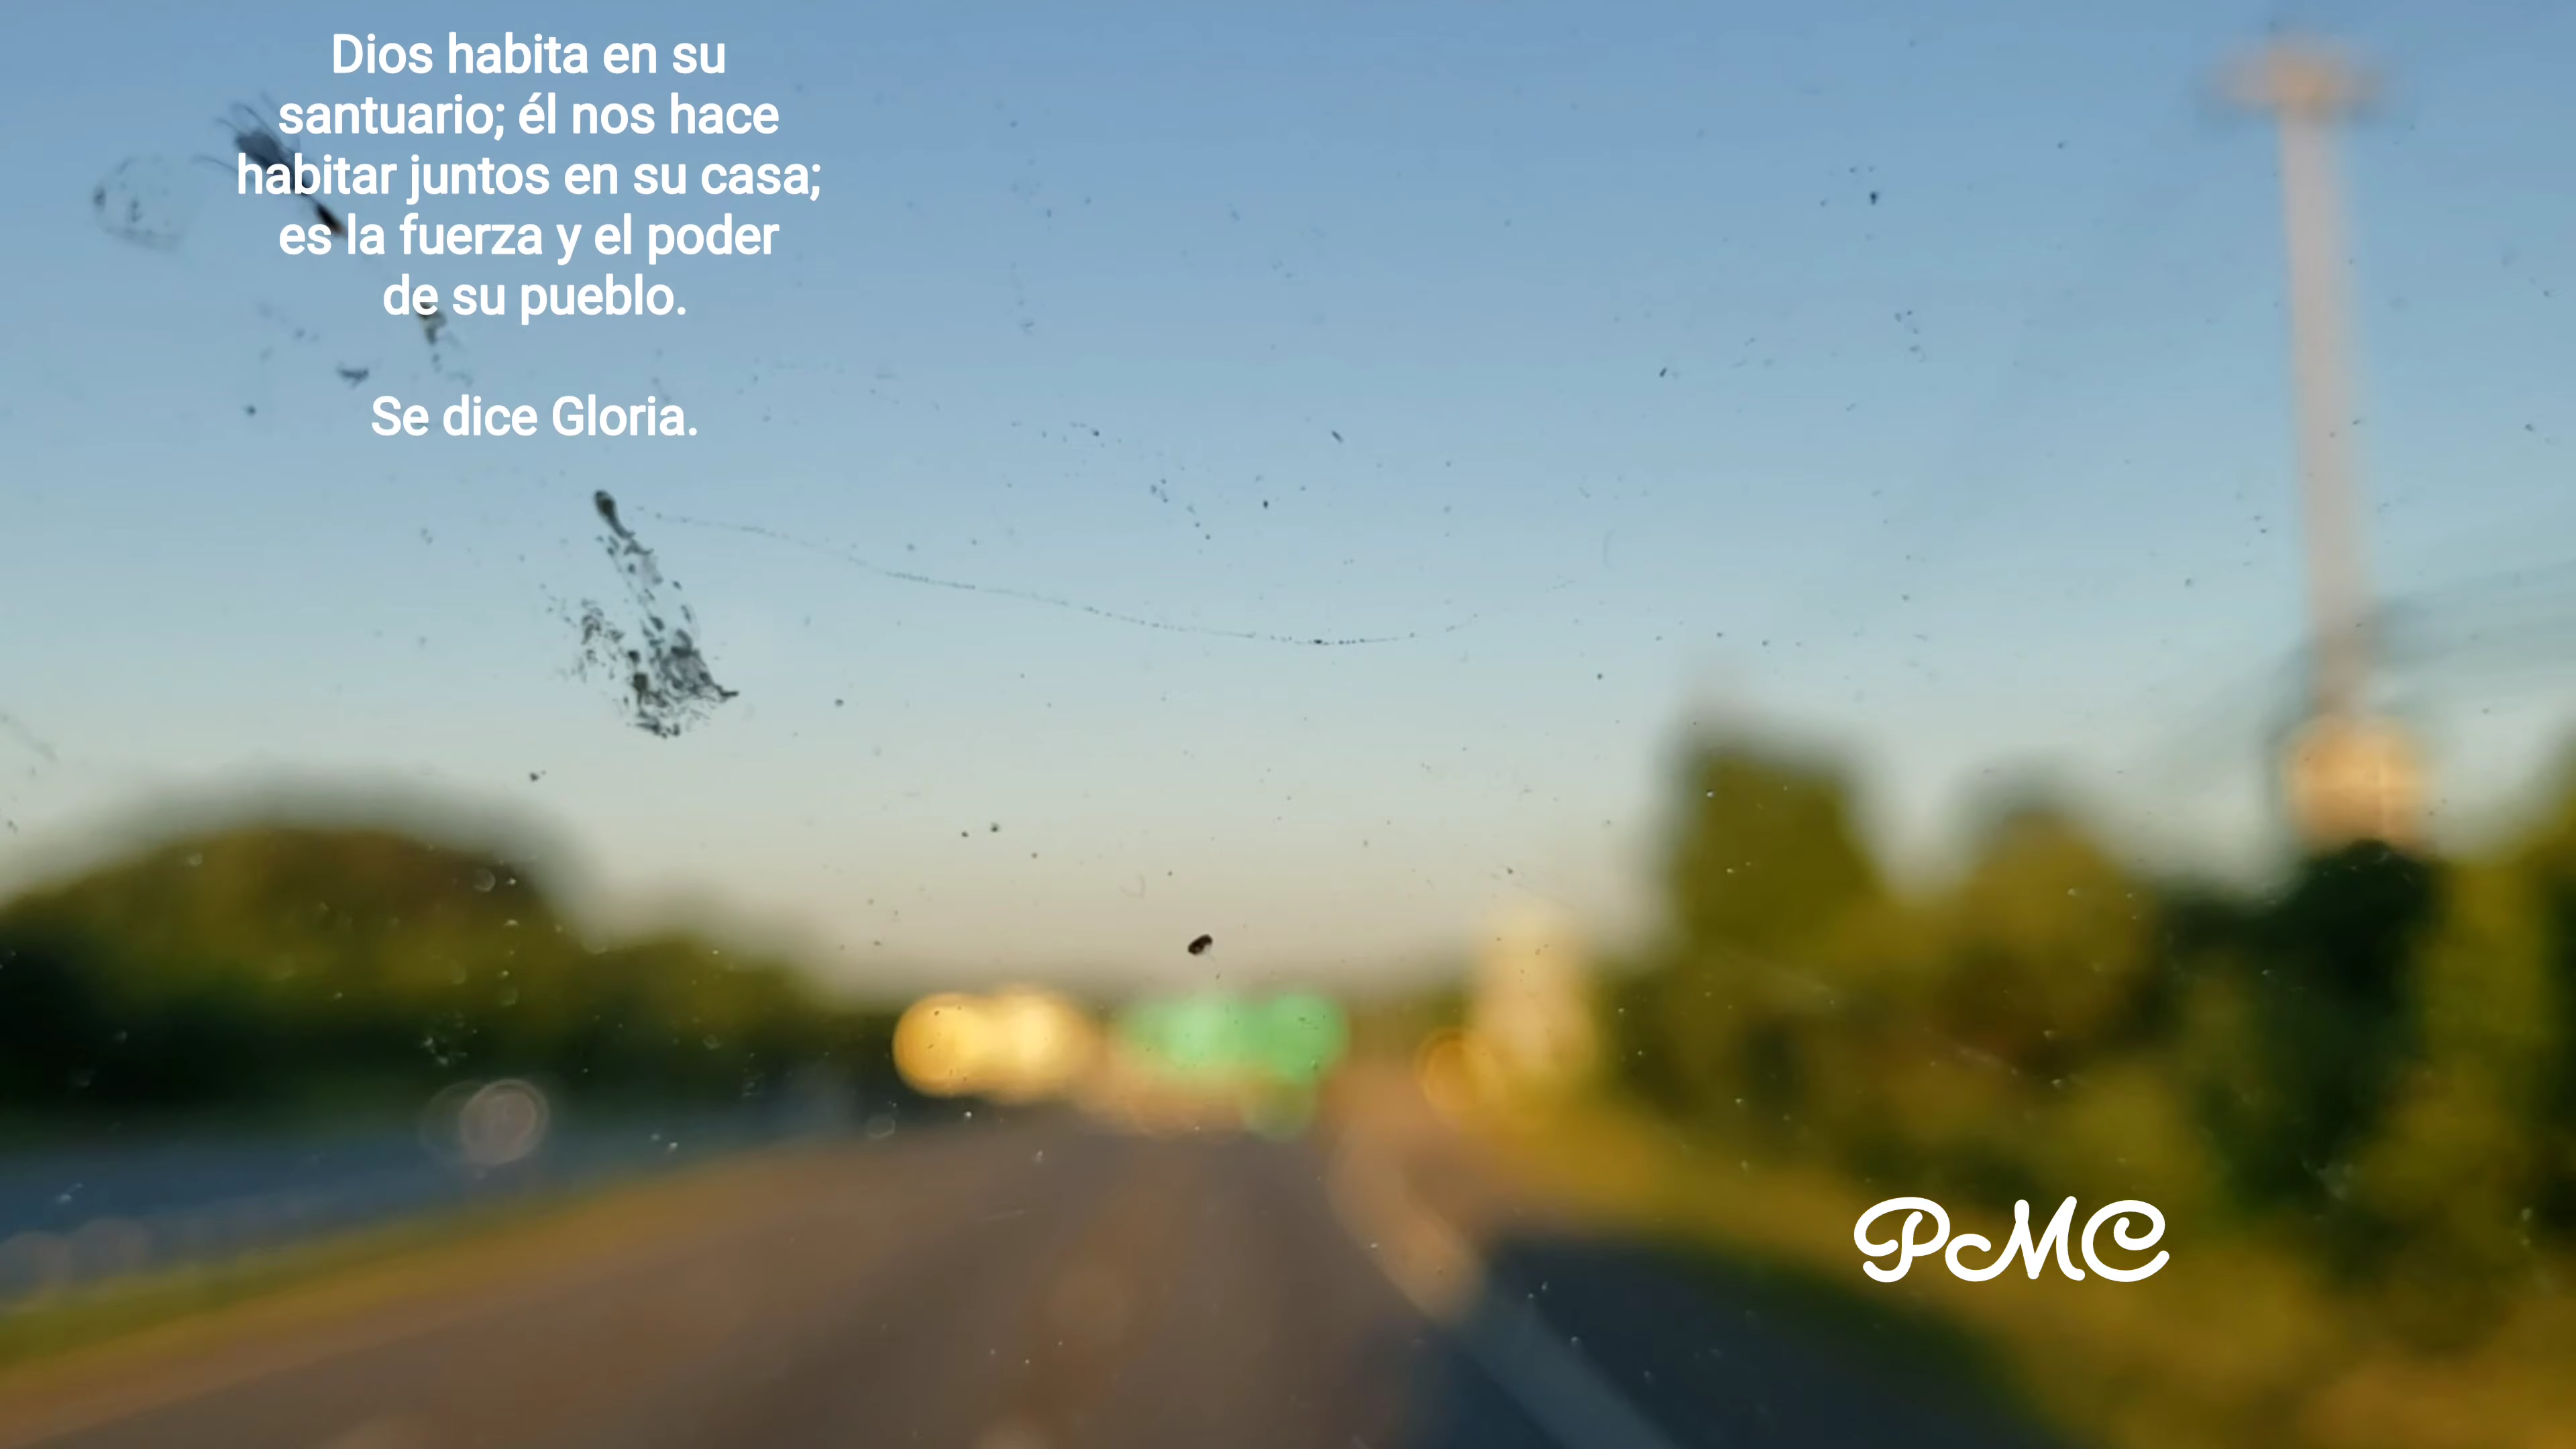 Dios habita en su
santuario; él nos hace
habitar juntos en su casa;
es la fuerza y el poder
de su pueblo.
Se dice Gloria.
PMC